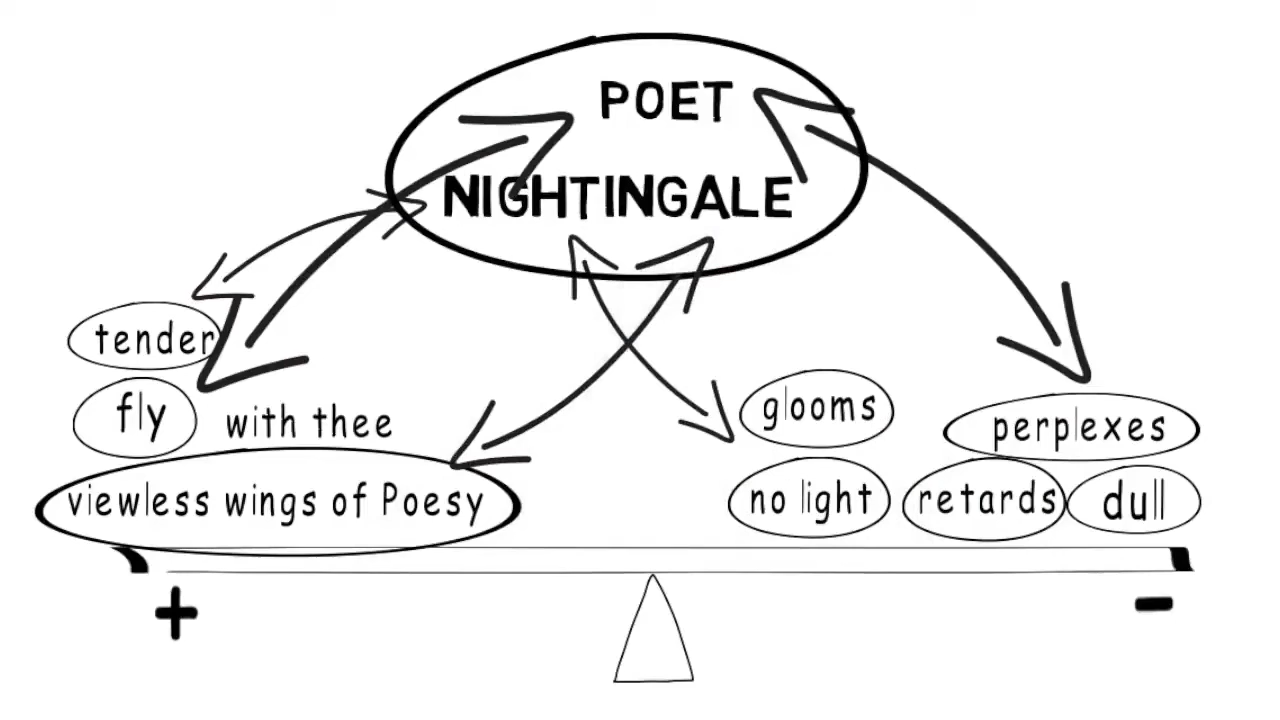 POET
NIGHTINGALE
tender
fly with thee
viewless wings of Poesy
glooms
perplexes
no light retards dull
+
-